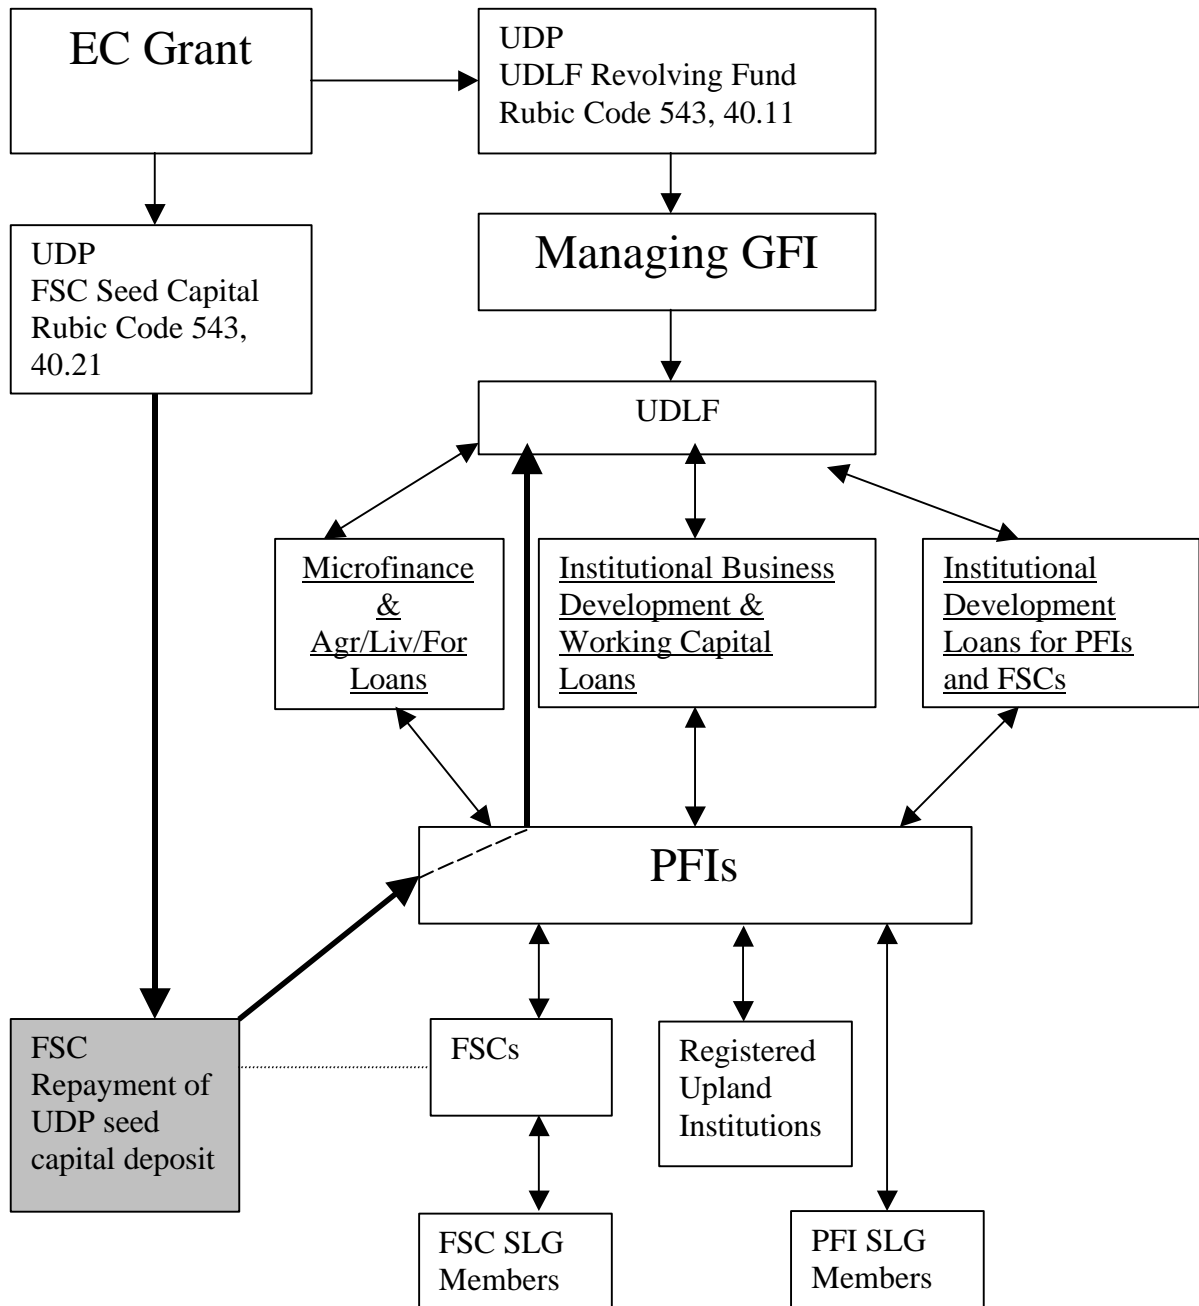 EC Grant
UDP
UDLF Revolving Fund
Rubic Code 543, 40.11
UDP
FSC Seed Capital
Rubic Code 543,
40.21
Managing GFI
UDLF
Microfinance
&
Agr/Liv/For
Loans
Institutional Business
Development &
Working Capital
Loans
Institutional
Development
Loans for PFIs
and FSCs
PFIs
FSC
Repayment of
UDP seed
capital deposit
FSCs
Registered
Upland
Institutions
FSC SLG
Members
PFI SLG
Members